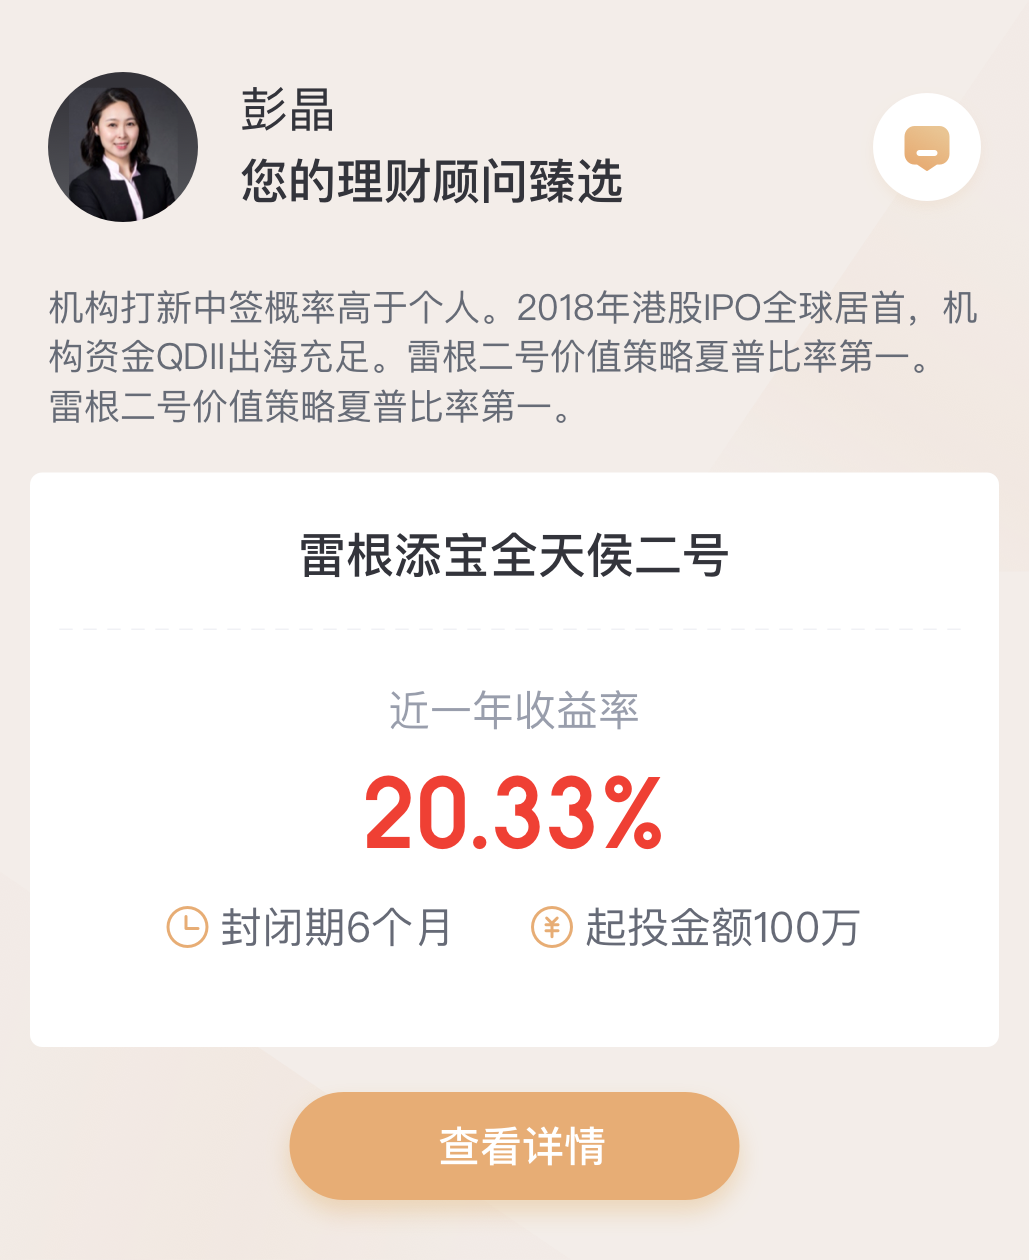 彭晶
您的理财顾问臻选
机构打新中签概率高于个人。2018年港股IPO全球居首，机
构资金QDII出海充足。雷根二号价值策略夏普比率第一。
雷根二号价值策略夏普比率第一。
雷根添宝全天侯二号
近一年收益率
20.33%
封闭期6个月
起投金额100万
查看详情